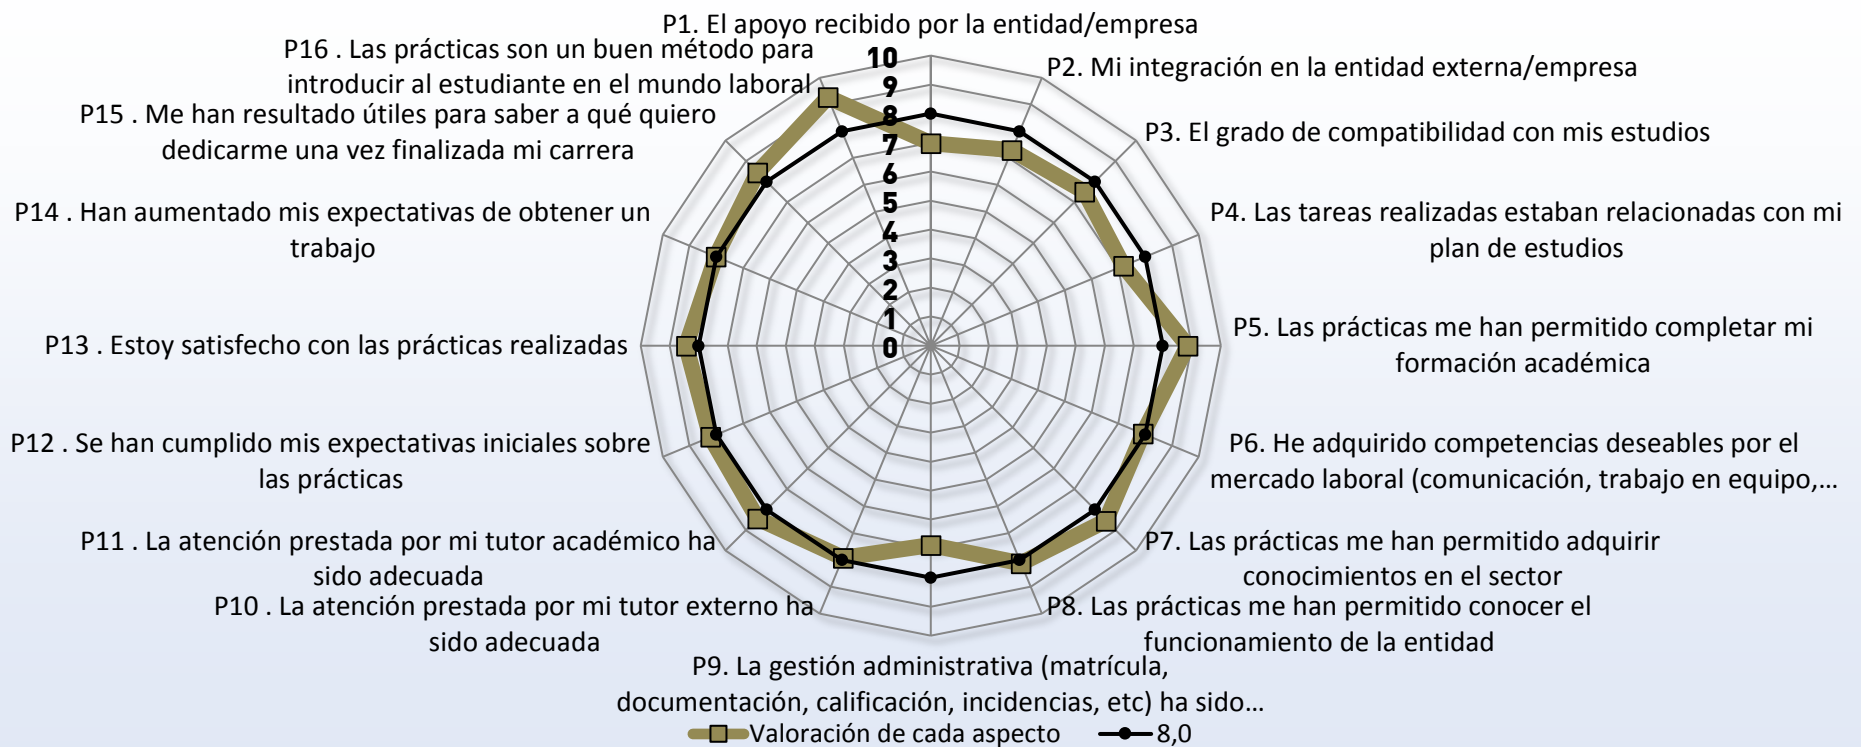 P1. El apoyo recibido por la entidad/empresa
P2. Mi integración en la entidad externa/empresa
P3. El grado de compatibilidad con mis estudios
P4. Las tareas realizadas estaban relacionadas con mi
plan de estudios
P5. Las prácticas me han permitido completar mi
formación académica
P6. He adquirido competencias deseables por el
mercado laboral (comunicación, trabajo en equipo,...
P7. Las prácticas me han permitido adquirir
conocimientos en el sector
P8. Las prácticas me han permitido conocer el
funcionamiento de la entidad
P9. La gestión administrativa (matrícula,
documentación, calificación, incidencias, etc) ha sido...
P10 . La atención prestada por mi tutor externo ha
sido adecuada
P11 . La atención prestada por mi tutor académico ha
sido adecuada
P12 . Se han cumplido mis expectativas iniciales sobre
las prácticas
P13 . Estoy satisfecho con las prácticas realizadas
P14 . Han aumentado mis expectativas de obtener un
trabajo
P15 . Me han resultado útiles para saber a qué quiero
dedicarme una vez finalizada mi carrera
P16 . Las prácticas son un buen método para
introducir al estudiante en el mundo laboral
10
9
8
7
6
5
4
3
2
1
0
Valoración de cada aspecto
8,0